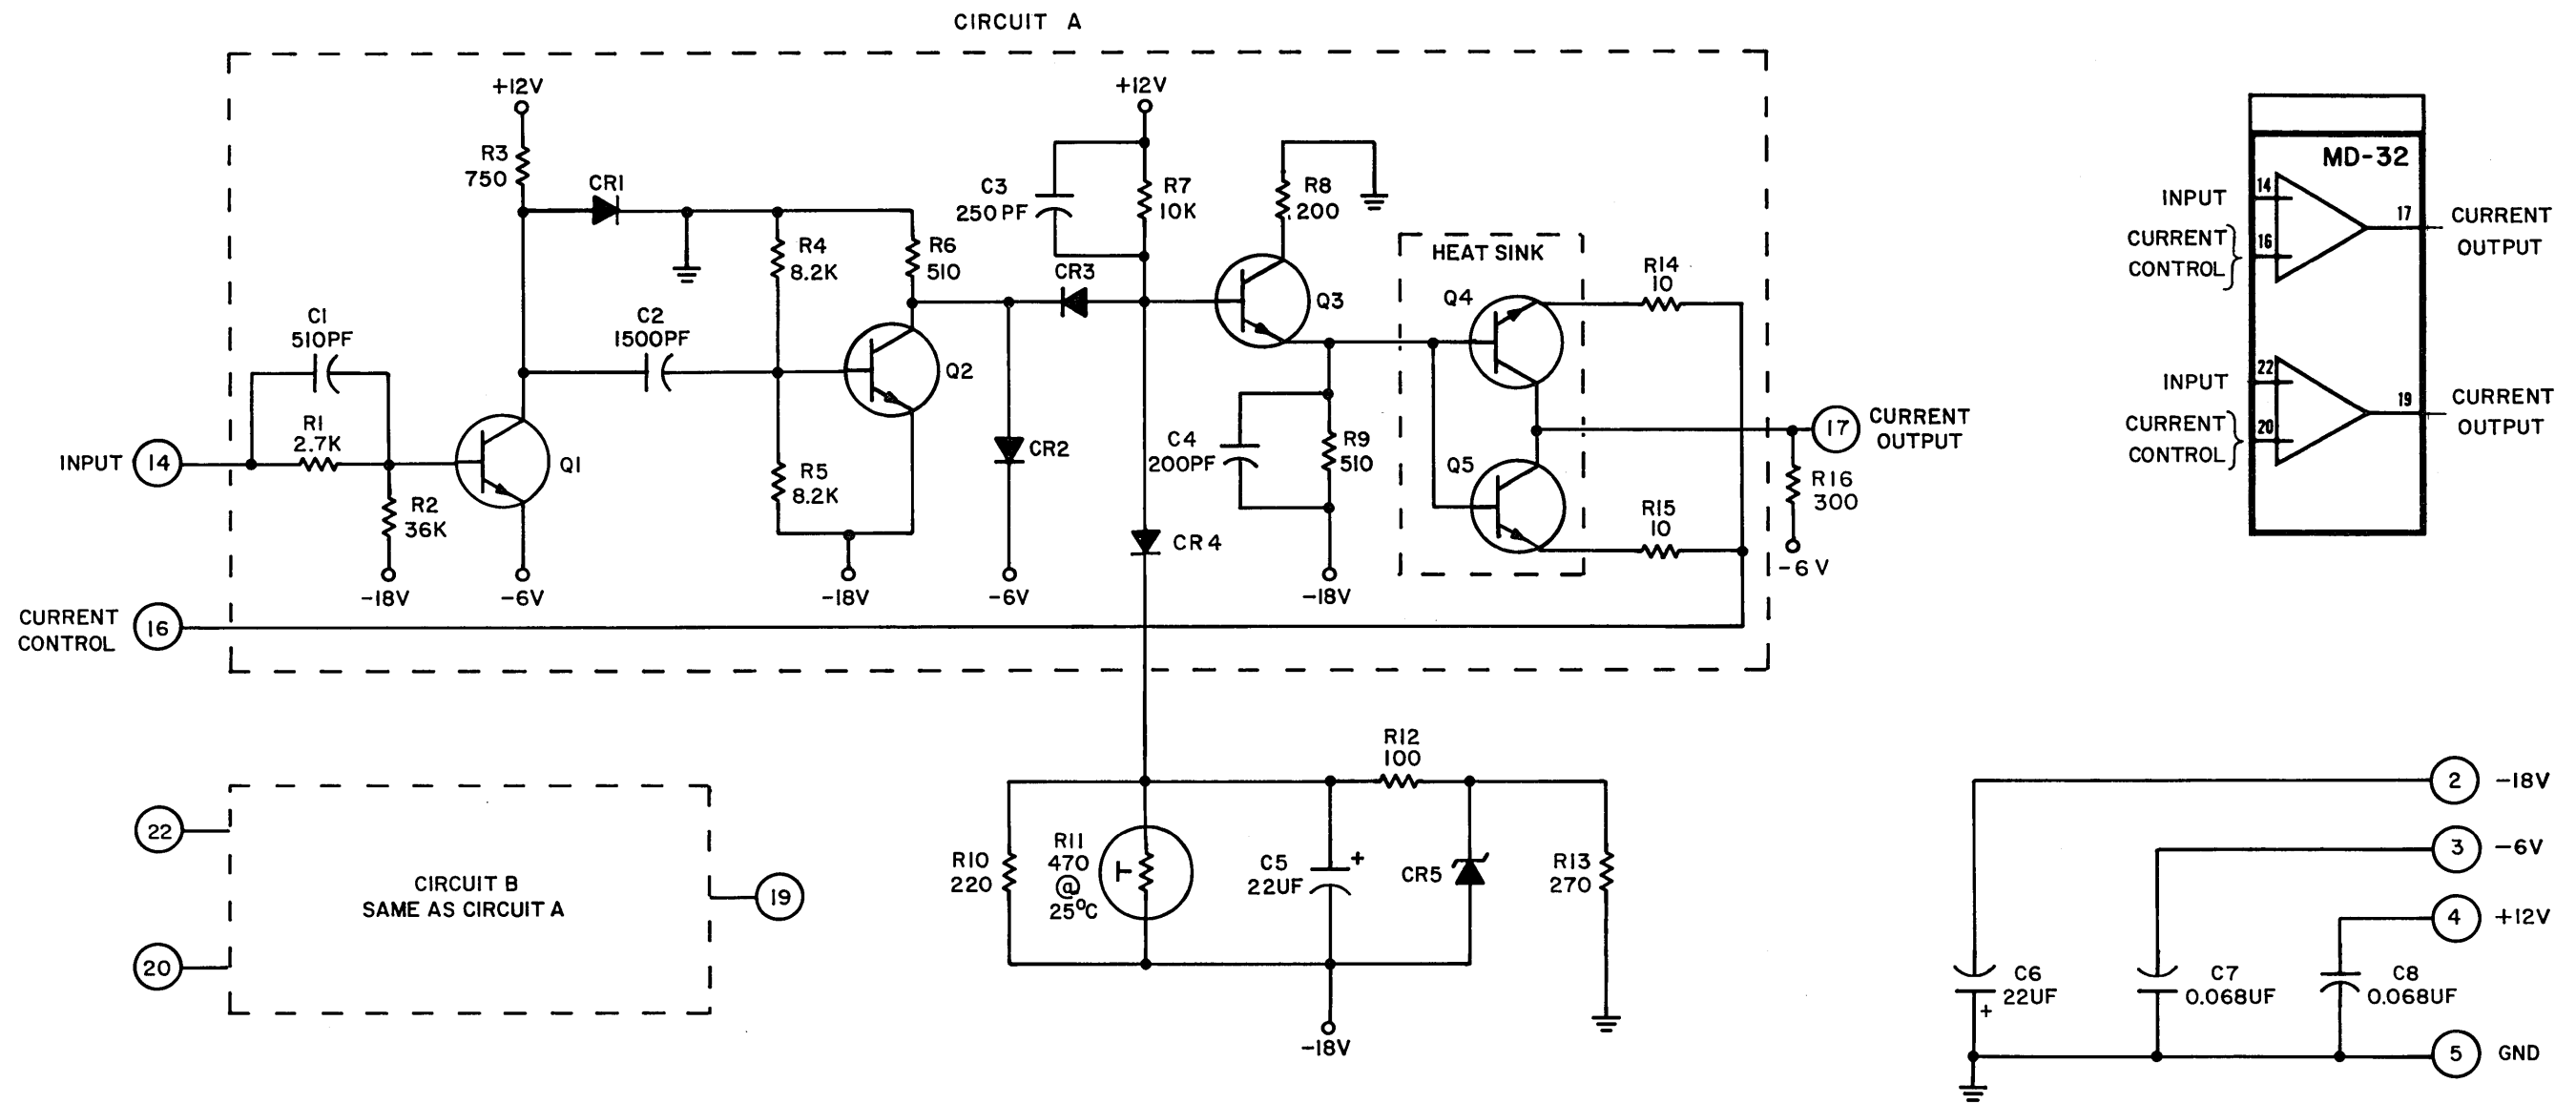 CIRCUIT A
+12V
R3
750
CR1
R4
8.2K
R6
510
C3
250PF
+12V
R7
10K
CR3
R8
200
Q3
HEAT SINK
Q4
R14
10
C1
510PF
C2
1500PF
Q2
R1
2.7K
INPUT 14
Q1
R2
36K
R5
8.2K
CR2
CR4
C4
200PF
R9
510
Q5
R15
10
17 CURRENT
OUTPUT
R16
300
-6V
-18V
-6V
-18V
-6V
-18V
CURRENT
CONTROL
16
MD-32
INPUT
14
CURRENT
CONTROL
16
17
CURRENT
OUTPUT
INPUT
22
CURRENT
CONTROL
20
19
CURRENT
OUTPUT
22
CIRCUIT B
SAME AS CIRCUIT A
19
20
R12
100
R10
220
R11
470
@
25°C
T
C5
22UF
+
CR5
R13
270
-18V
2 -18V
3 -6V
4 +12V
C6
22UF
+
C7
0.068UF
C8
0.068UF
5 GND